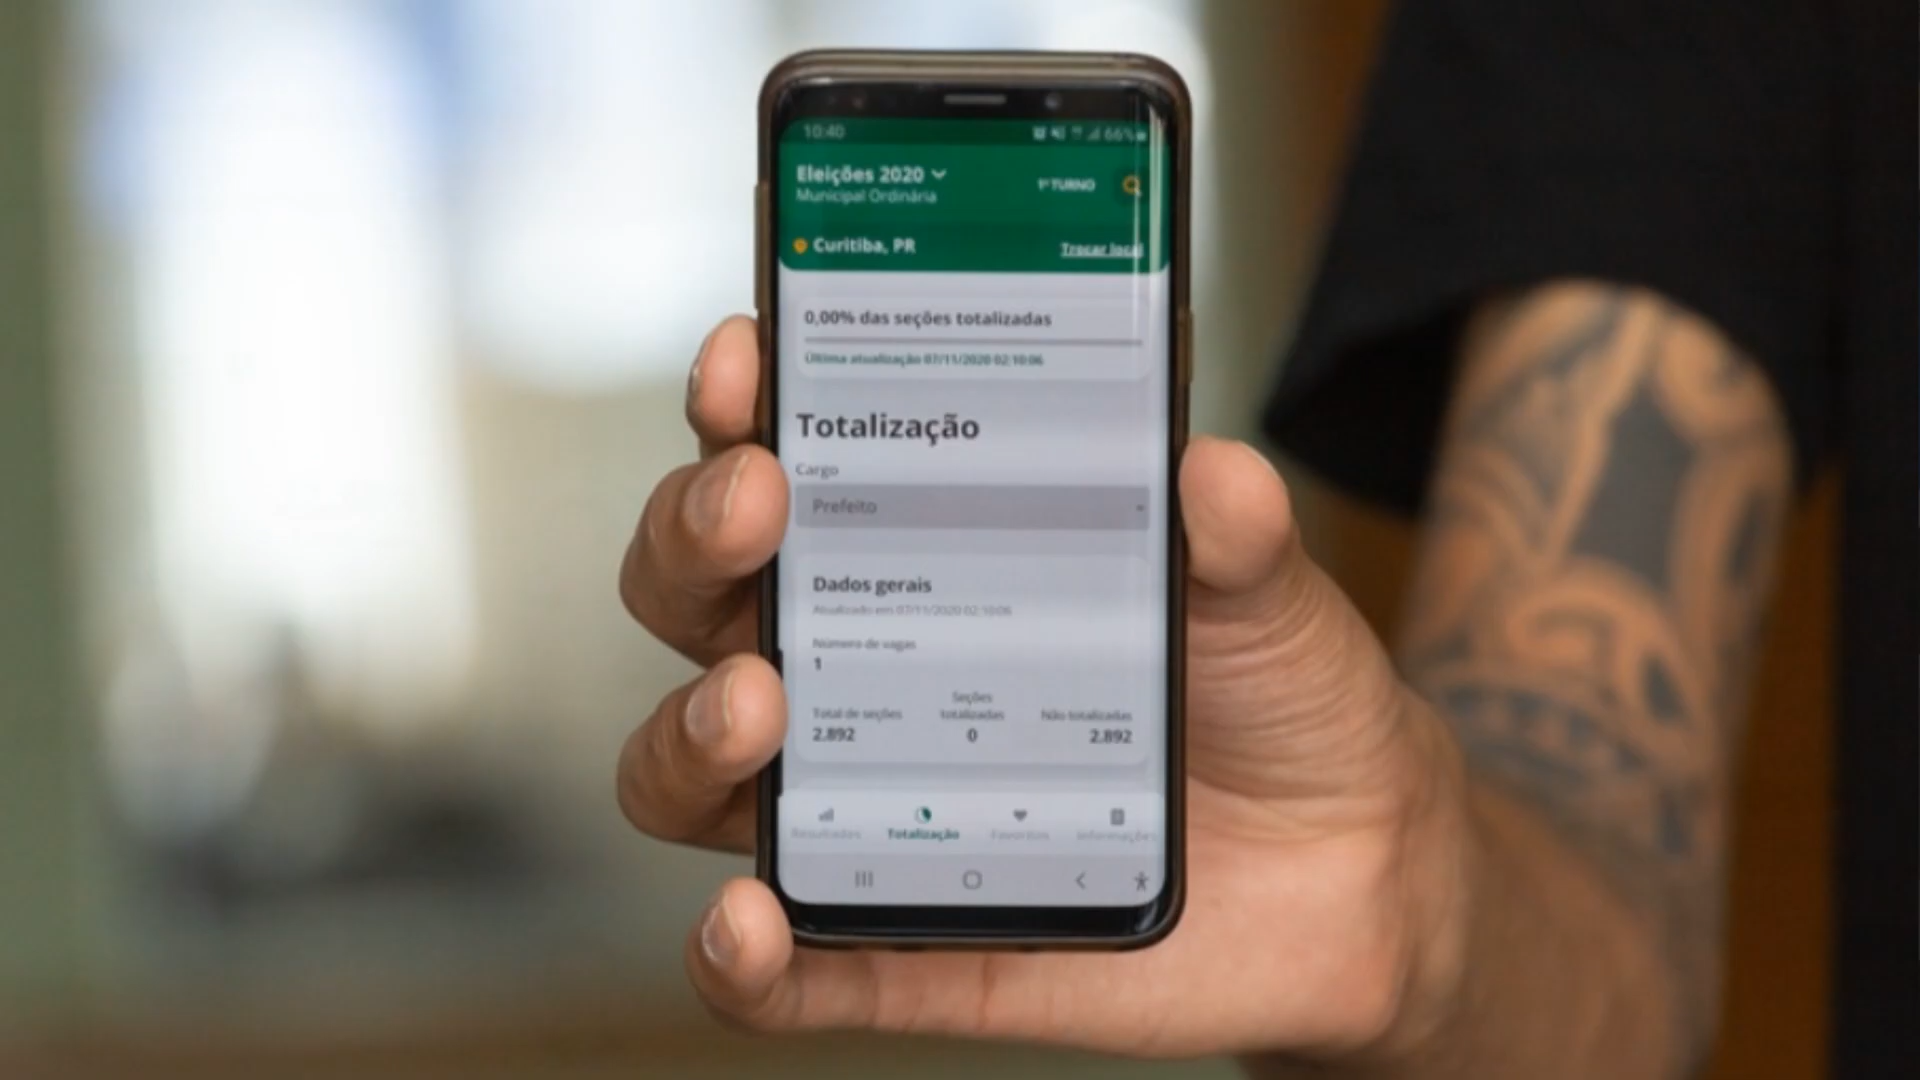 10:40
66%
Eleições 2020
1º TURNO
Municipal Ordinária
Curitiba, PR
Trocar local
0,00% das seções totalizadas
Última atualização 07/11/2020 02:10:06
Totalização
Cargo
Prefeito
Dados gerais
Atualizado em 07/11/2020 02:10:06
Número de vagas
1
Total de seções
Seções totalizadas
Não totalizadas
2.892
0
2.892
Resultados
Totalização
Favoritos
Informações